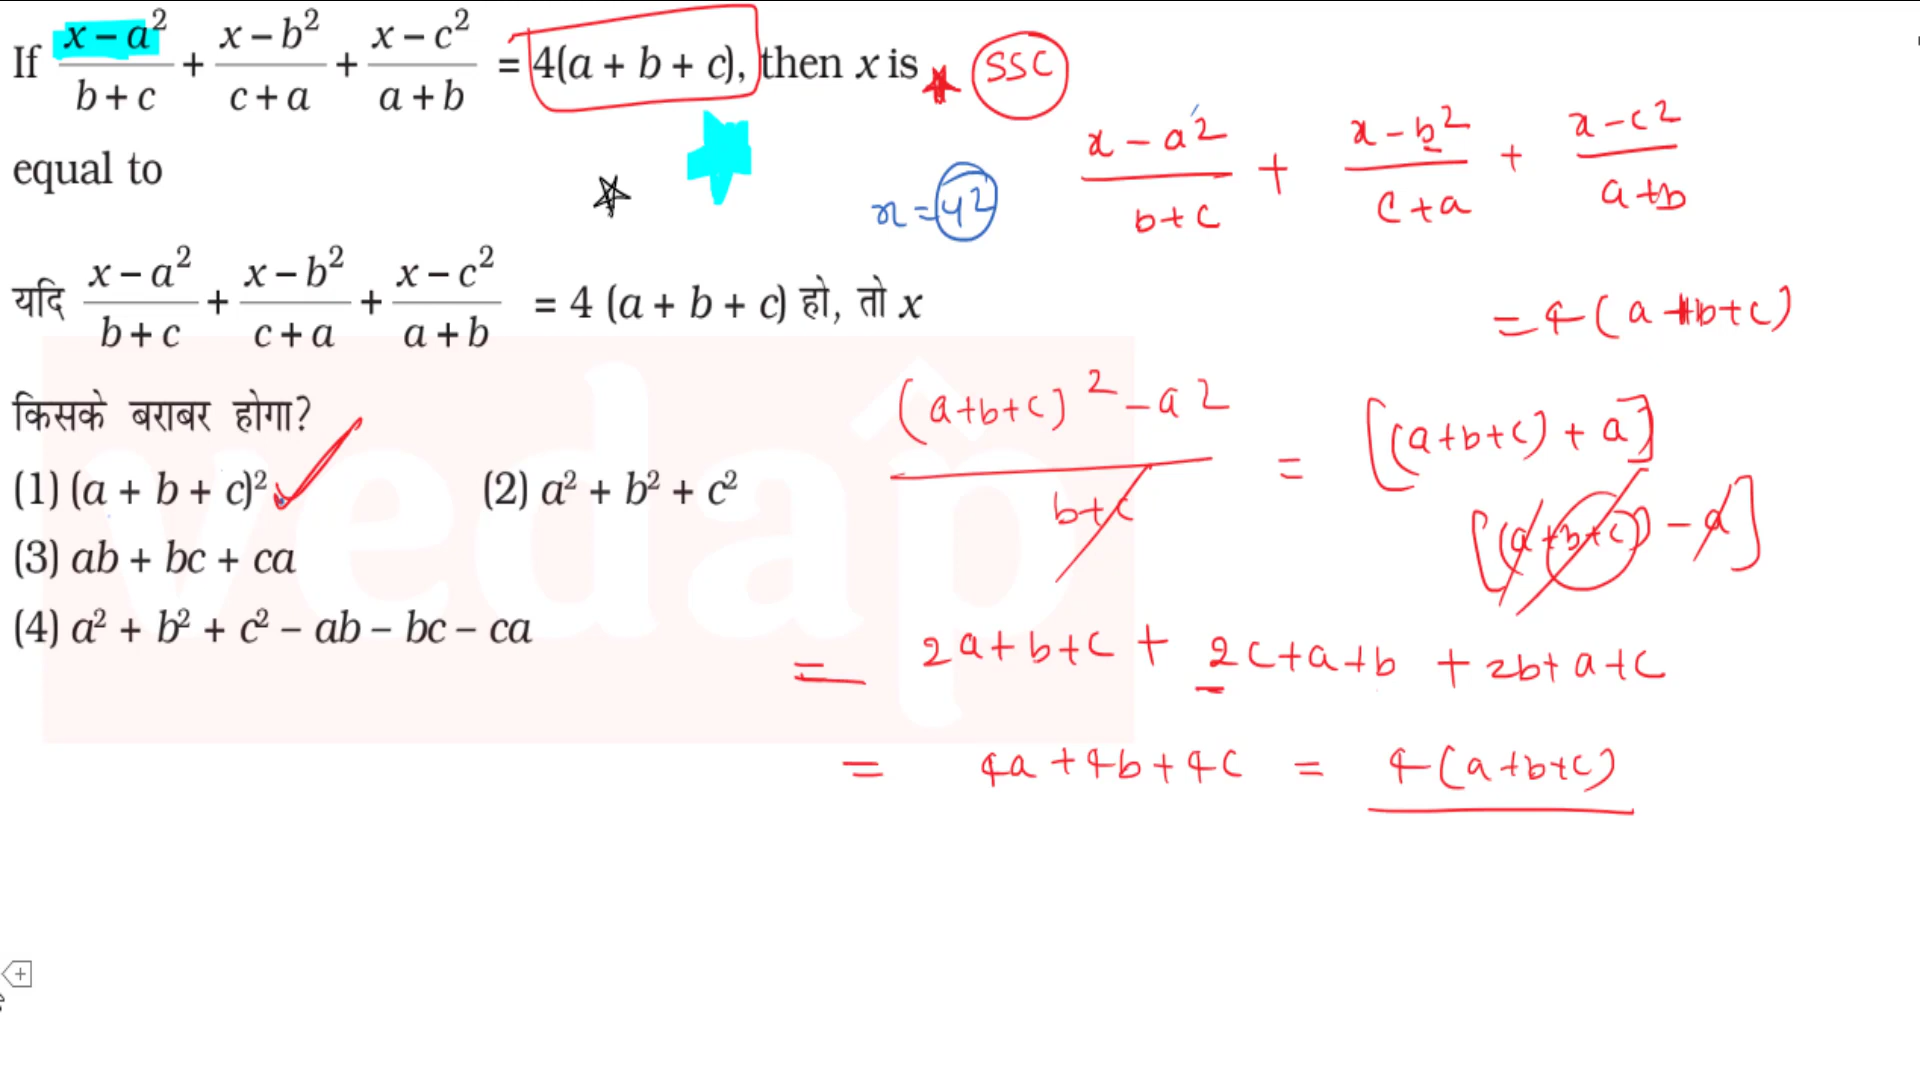 If (x – a²)/(b + c) + (x – b²)/(c + a) + (x – c²)/(a + b) = 4(a + b + c), then x is
equal to
यदि (x – a²)/(b + c) + (x – b²)/(c + a) + (x – c²)/(a + b) = 4 (a + b + c) हो, तो x
किसके बराबर होगा?
(1) (a + b + c)² (2) a² + b² + c²
(3) ab + bc + ca
(4) a² + b² + c² – ab – bc – ca
SSC
x = y²
(x – a²)/(b+c) + (x – b²)/(c+a) + (x – c²)/(a+b)
= 4(a+b+c)
((a+b+c)² – a²)/(b+c) = [(a+b+c) + a]
[(a+b+c) – a]
= 2a+b+c + 2c+a+b + 2b+a+c
= 4a+4b+4c = 4(a+b+c)
vedap